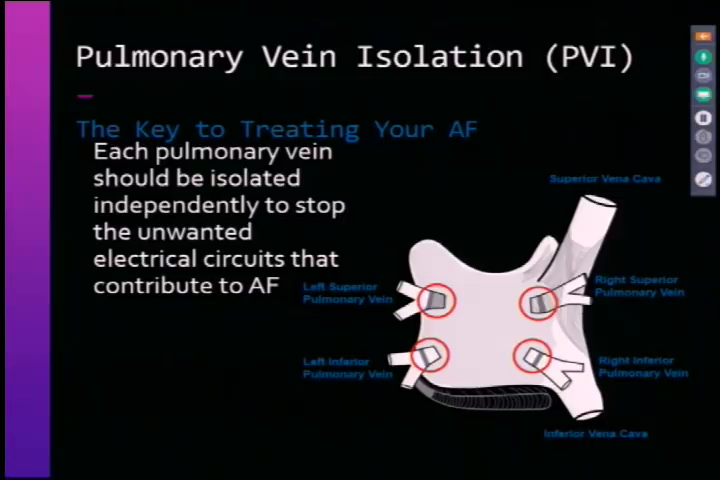 Pulmonary Vein Isolation (PVI)
The Key to Treating Your AF
Each pulmonary vein
should be isolated
independently to stop
the unwanted
electrical circuits that
contribute to AF
Superior Vena Cava
Left Superior
Pulmonary Vein
Right Superior
Pulmonary Vein
Left Inferior
Pulmonary Vein
Right Inferior
Pulmonary Vein
Inferior Vena Cava